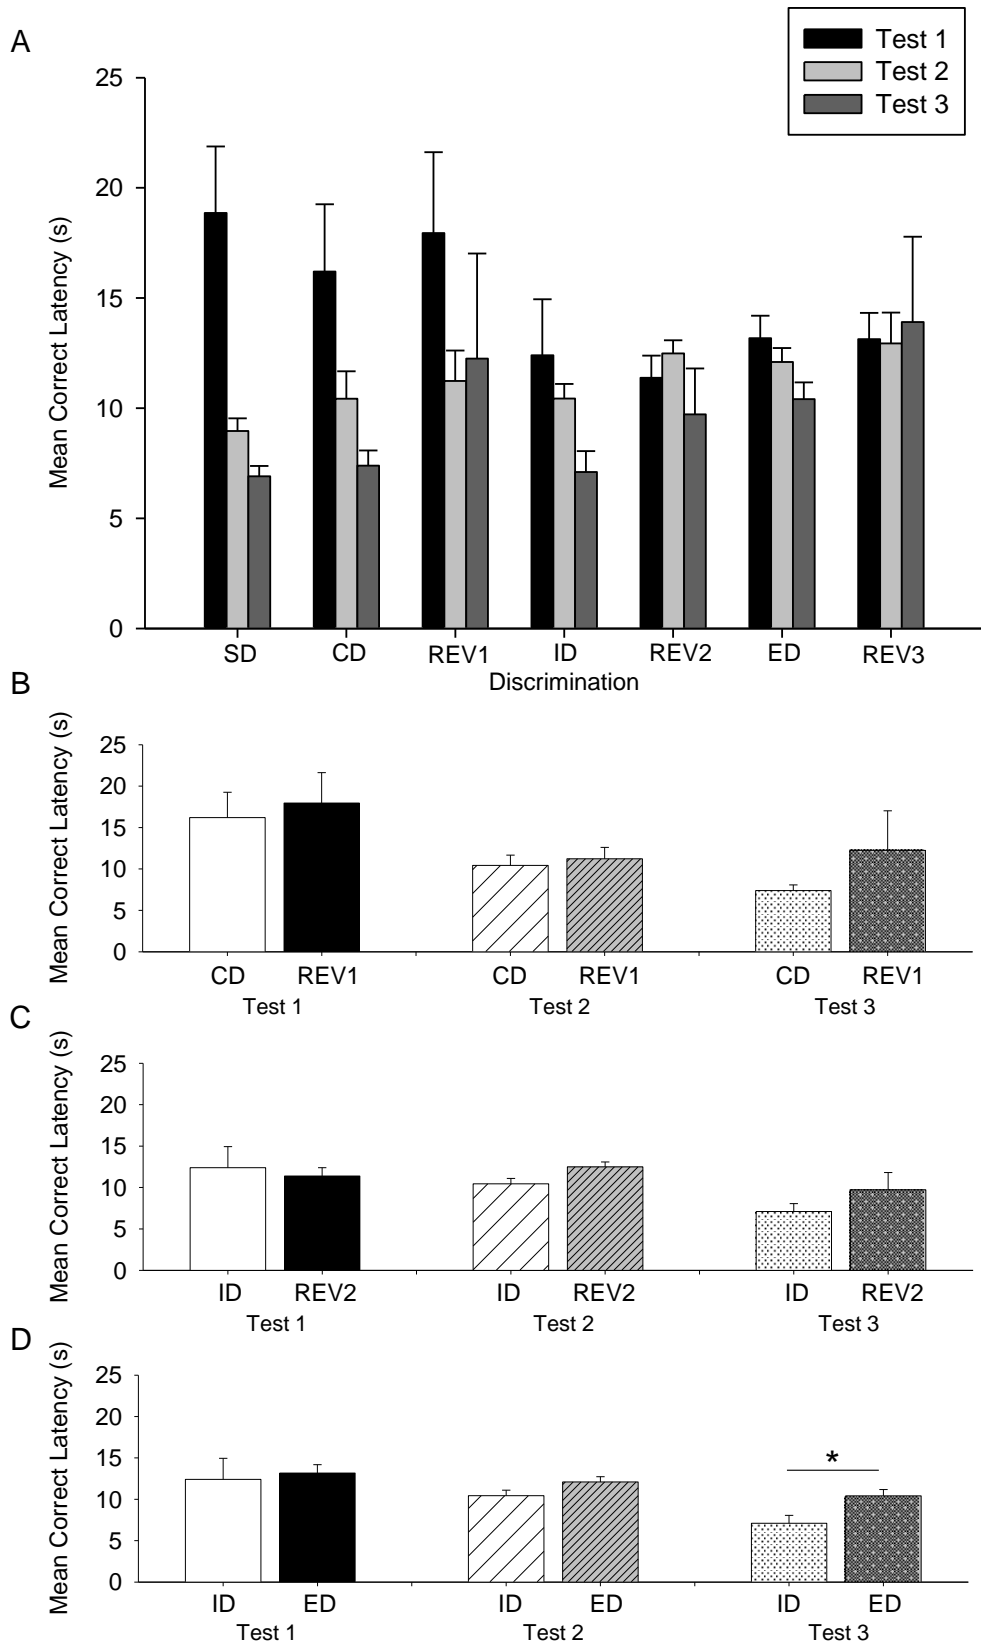 A
Test 1
Test 2
Test 3
Mean Correct Latency (s)
25
20
15
10
5
0
SD CD REV1 ID REV2 ED REV3
Discrimination
B
Mean Correct Latency (s)
25
20
15
10
5
0
CD REV1 CD REV1 CD REV1
Test 1 Test 2 Test 3
C
Mean Correct Latency (s)
25
20
15
10
5
0
ID REV2 ID REV2 ID REV2
Test 1 Test 2 Test 3
D
Mean Correct Latency (s)
25
20
15
10
5
0
*
ID ED ID ED ID ED
Test 1 Test 2 Test 3